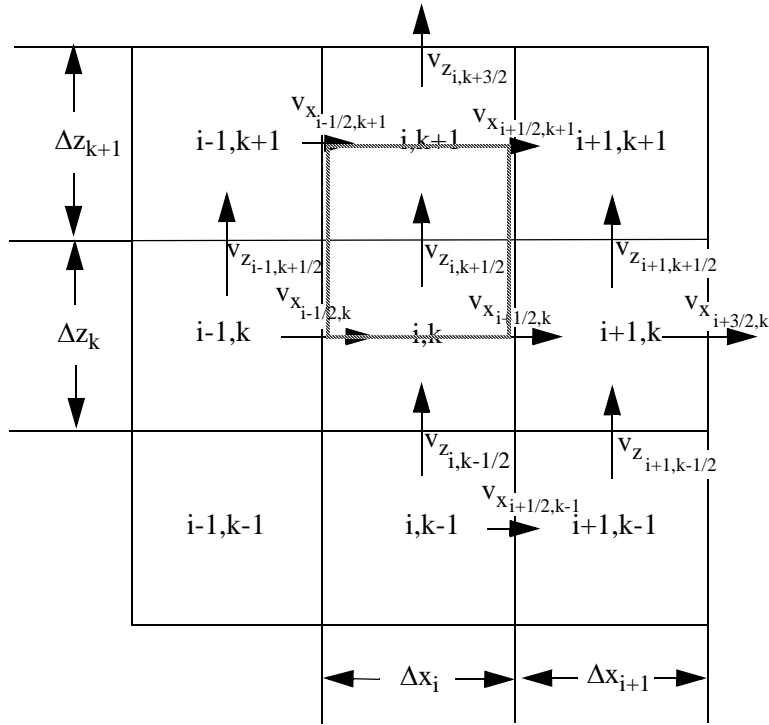 v_{z_{i,k+3/2}}
v_{x_{i-1/2,k+1}}
v_{x_{i+1/2,k+1}}
Δz_{k+1}
i-1,k+1
i,k+1
i+1,k+1
v_{z_{i-1,k+1/2}}
v_{z_{i,k+1/2}}
v_{z_{i+1,k+1/2}}
v_{x_{i-1/2,k}}
v_{x_{i+1/2,k}}
v_{x_{i+3/2,k}}
Δz_k
i-1,k
i,k
i+1,k
v_{z_{i,k-1/2}}
v_{z_{i+1,k-1/2}}
v_{x_{i+1/2,k-1}}
i-1,k-1
i,k-1
i+1,k-1
Δx_i
Δx_{i+1}